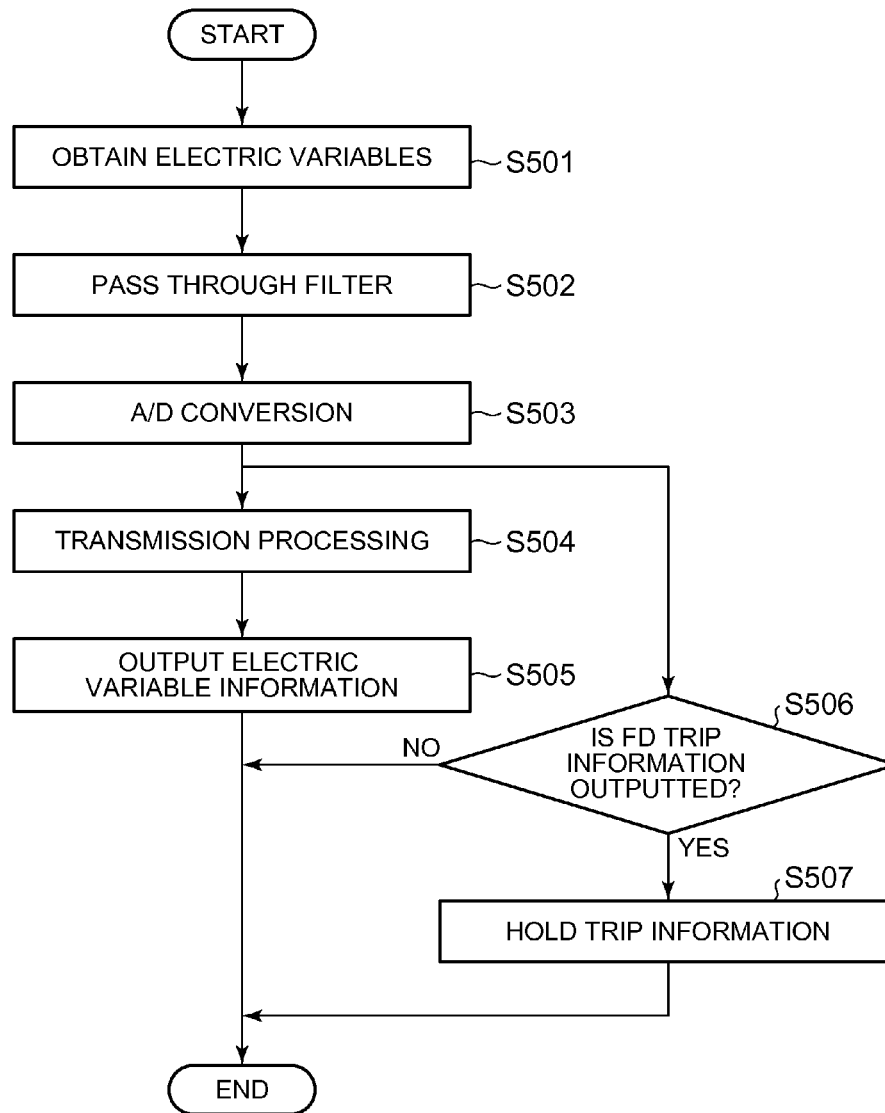 START
OBTAIN ELECTRIC VARIABLES
S501
PASS THROUGH FILTER
S502
A/D CONVERSION
S503
TRANSMISSION PROCESSING
S504
OUTPUT ELECTRIC
VARIABLE INFORMATION
S505
S506
IS FD TRIP
INFORMATION
OUTPUTTED?
NO
YES
S507
HOLD TRIP INFORMATION
END